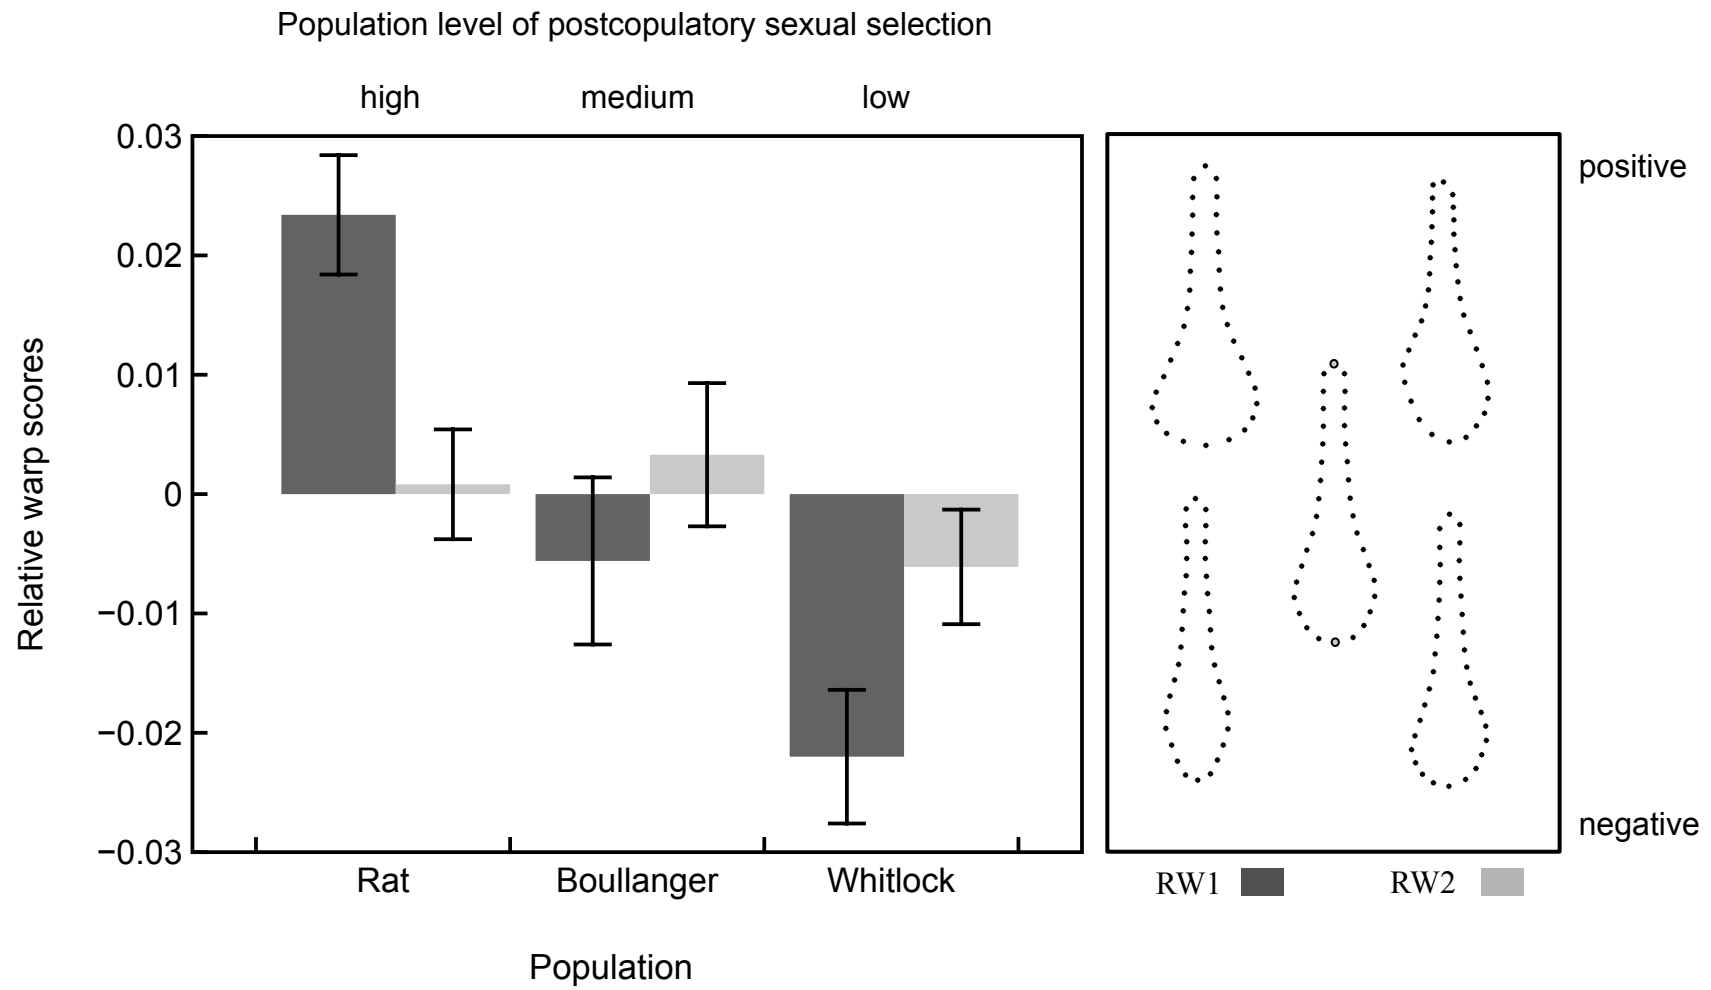 Population level of postcopulatory sexual selection
high medium low
0.03
0.02
0.01
0
−0.01
−0.02
−0.03
Relative warp scores
Rat Boullanger Whitlock
Population
positive
negative
RW1 RW2